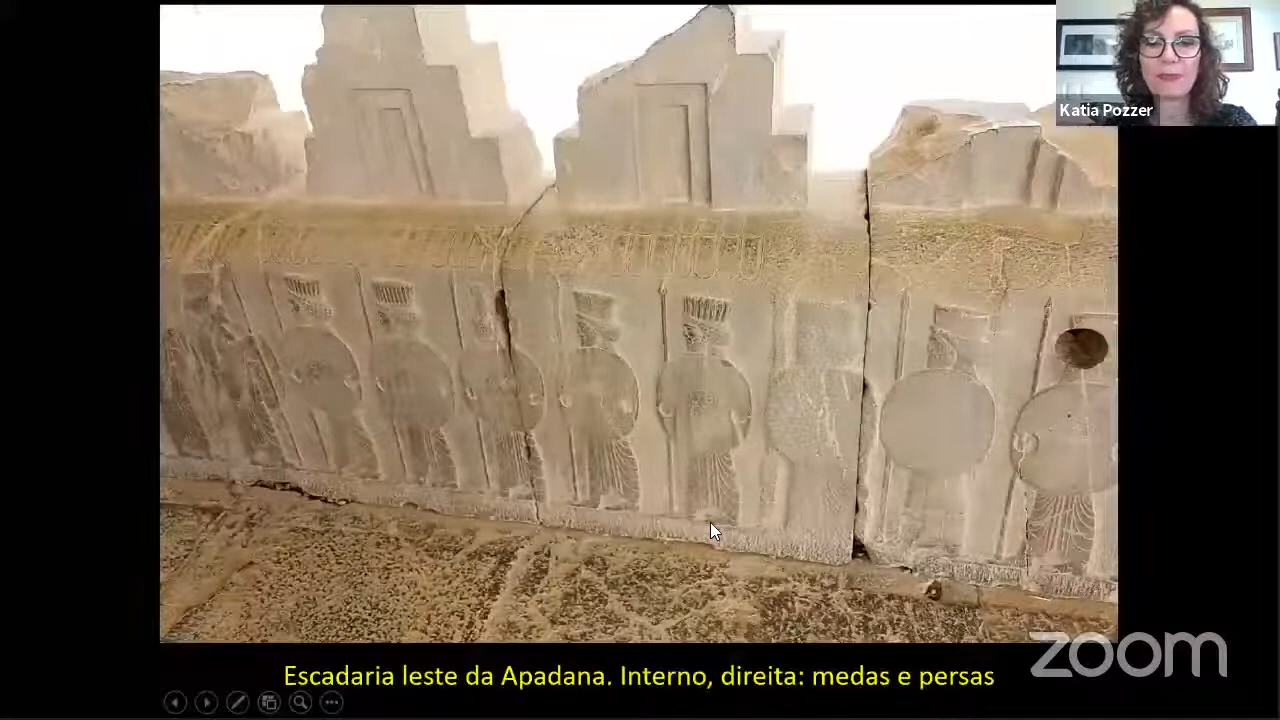 Katia Pozzer
zoom
Escadaria leste da Apadana. Interno, direita: medas e persas